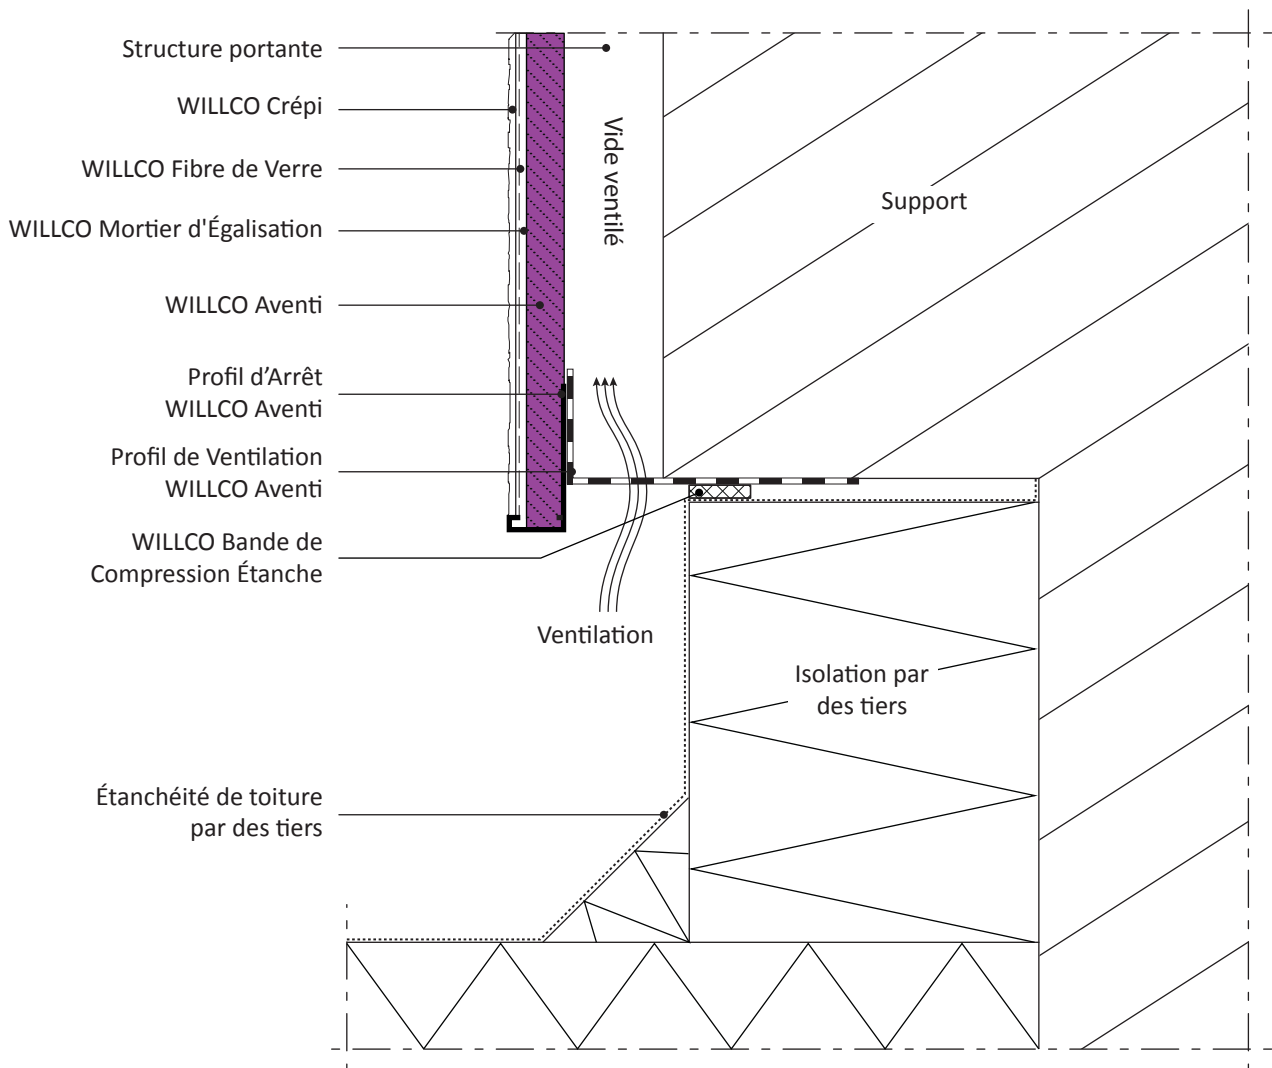 Structure portante
WILLCO Crépi
WILLCO Fibre de Verre
WILLCO Mortier d'Égalisation
WILLCO Aventi
Profil d’Arrêt
WILLCO Aventi
Profil de Ventilation
WILLCO Aventi
WILLCO Bande de
Compression Étanche
Étanchéité de toiture
par des tiers
Vide ventilé
Support
Ventilation
Isolation par
des tiers